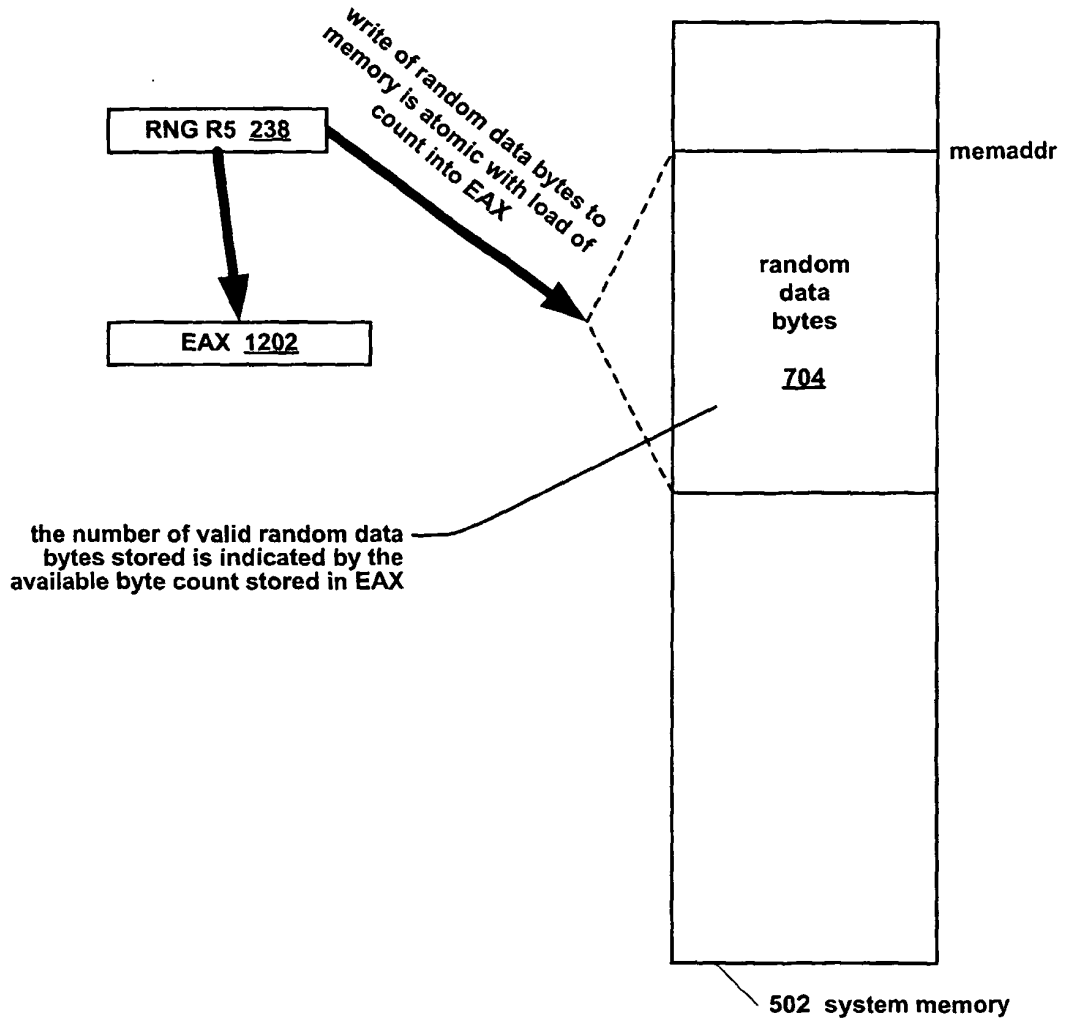 write of random data bytes to
memory is atomic with load of
count into EAX
RNG R5 238
memaddr
random
data
bytes
704
EAX 1202
the number of valid random data
bytes stored is indicated by the
available byte count stored in EAX
502 system memory